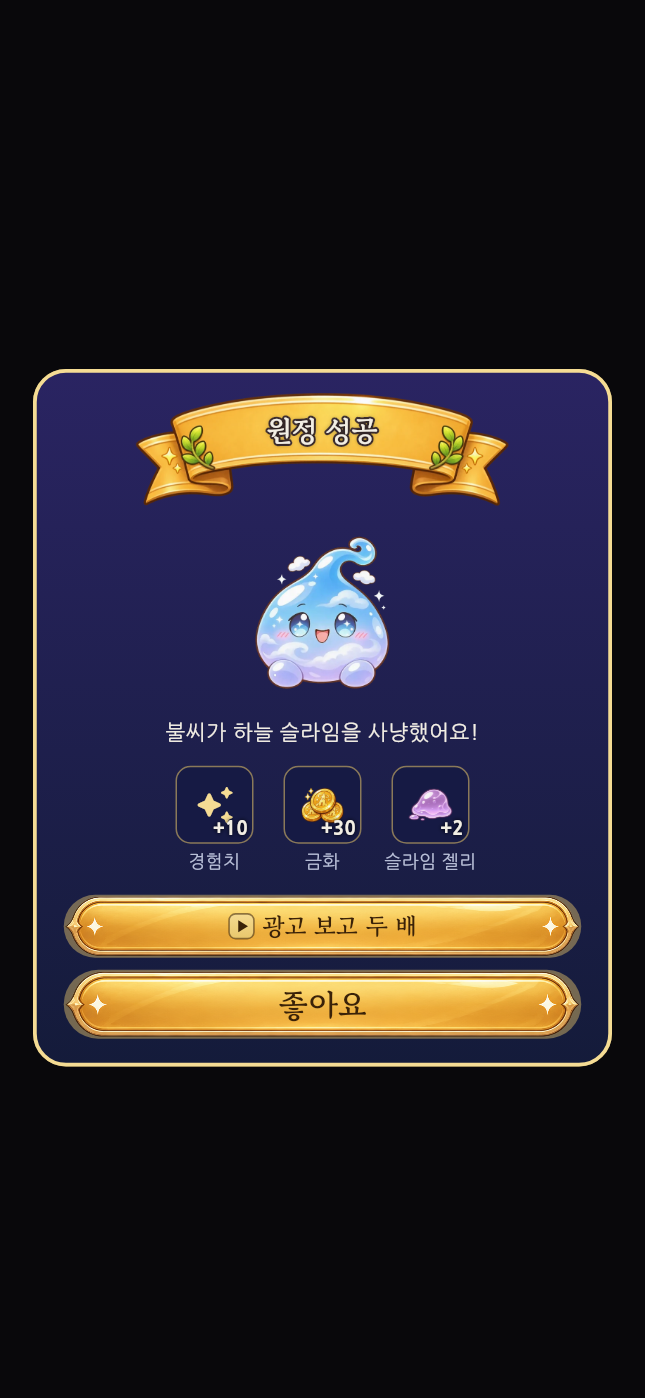 원정 성공
불씨가 하늘 슬라임을 사냥했어요!
+10
+30
+2
경험치
금화
슬라임 젤리
광고 보고 두 배
좋아요